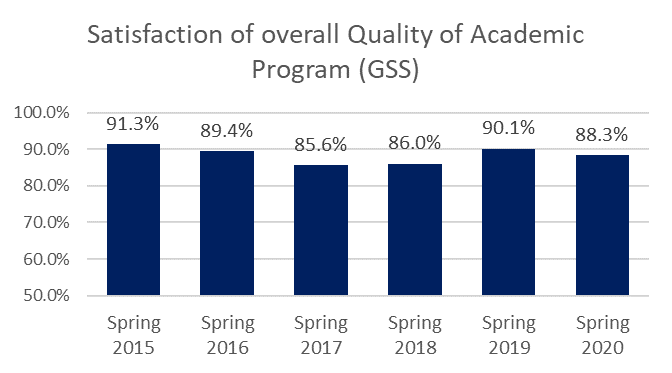 Satisfaction of overall Quality of Academic
Program (GSS)
100.0%
90.0%
80.0%
70.0%
60.0%
50.0%
91.3%
89.4%
85.6%
86.0%
90.1%
88.3%
Spring
2015
Spring
2016
Spring
2017
Spring
2018
Spring
2019
Spring
2020